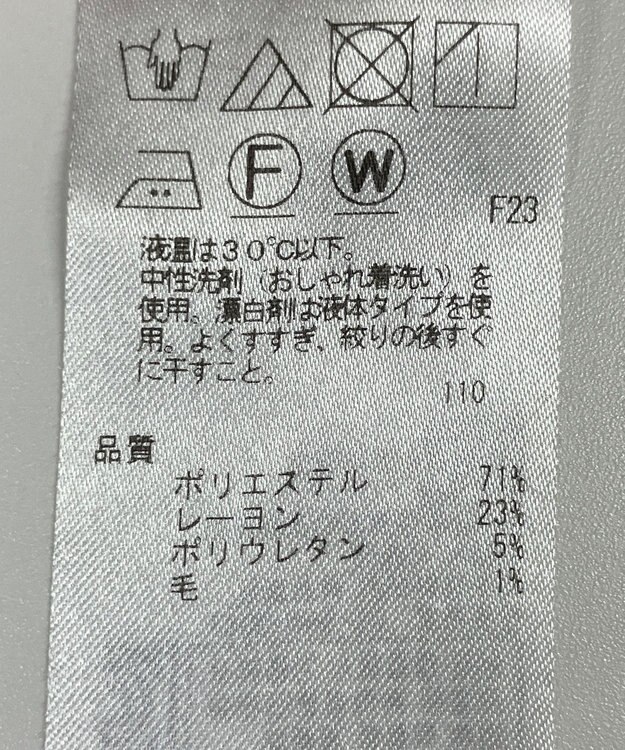 F W
F23
液温は30℃以下。
中性洗剤（おしゃれ着洗い）を
使用、漂白剤は液体タイプを使
用。よくすすぎ、絞りの後すぐ
に干すこと。
110
品質
ポリエステル 71%
レーヨン 23%
ポリウレタン 5%
毛 1%